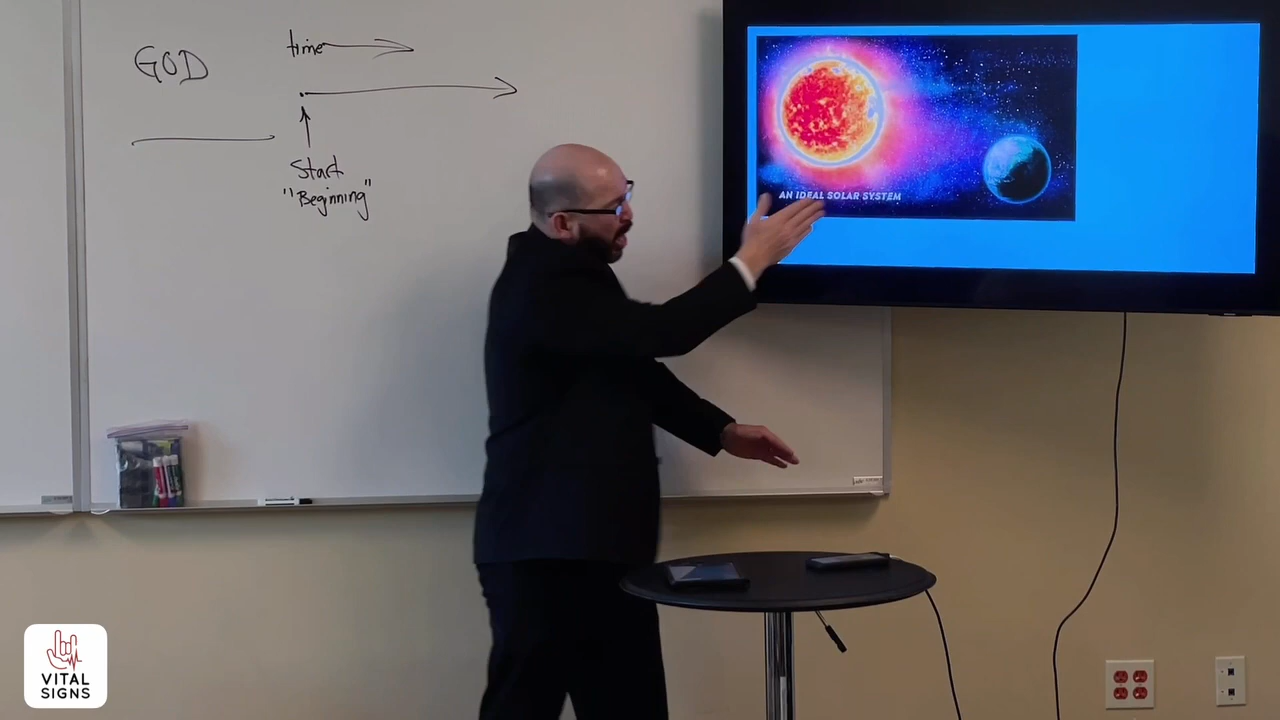 GOD
time
Start
"Beginning"
AN IDEAL SOLAR SYSTEM
VITAL
SIGNS